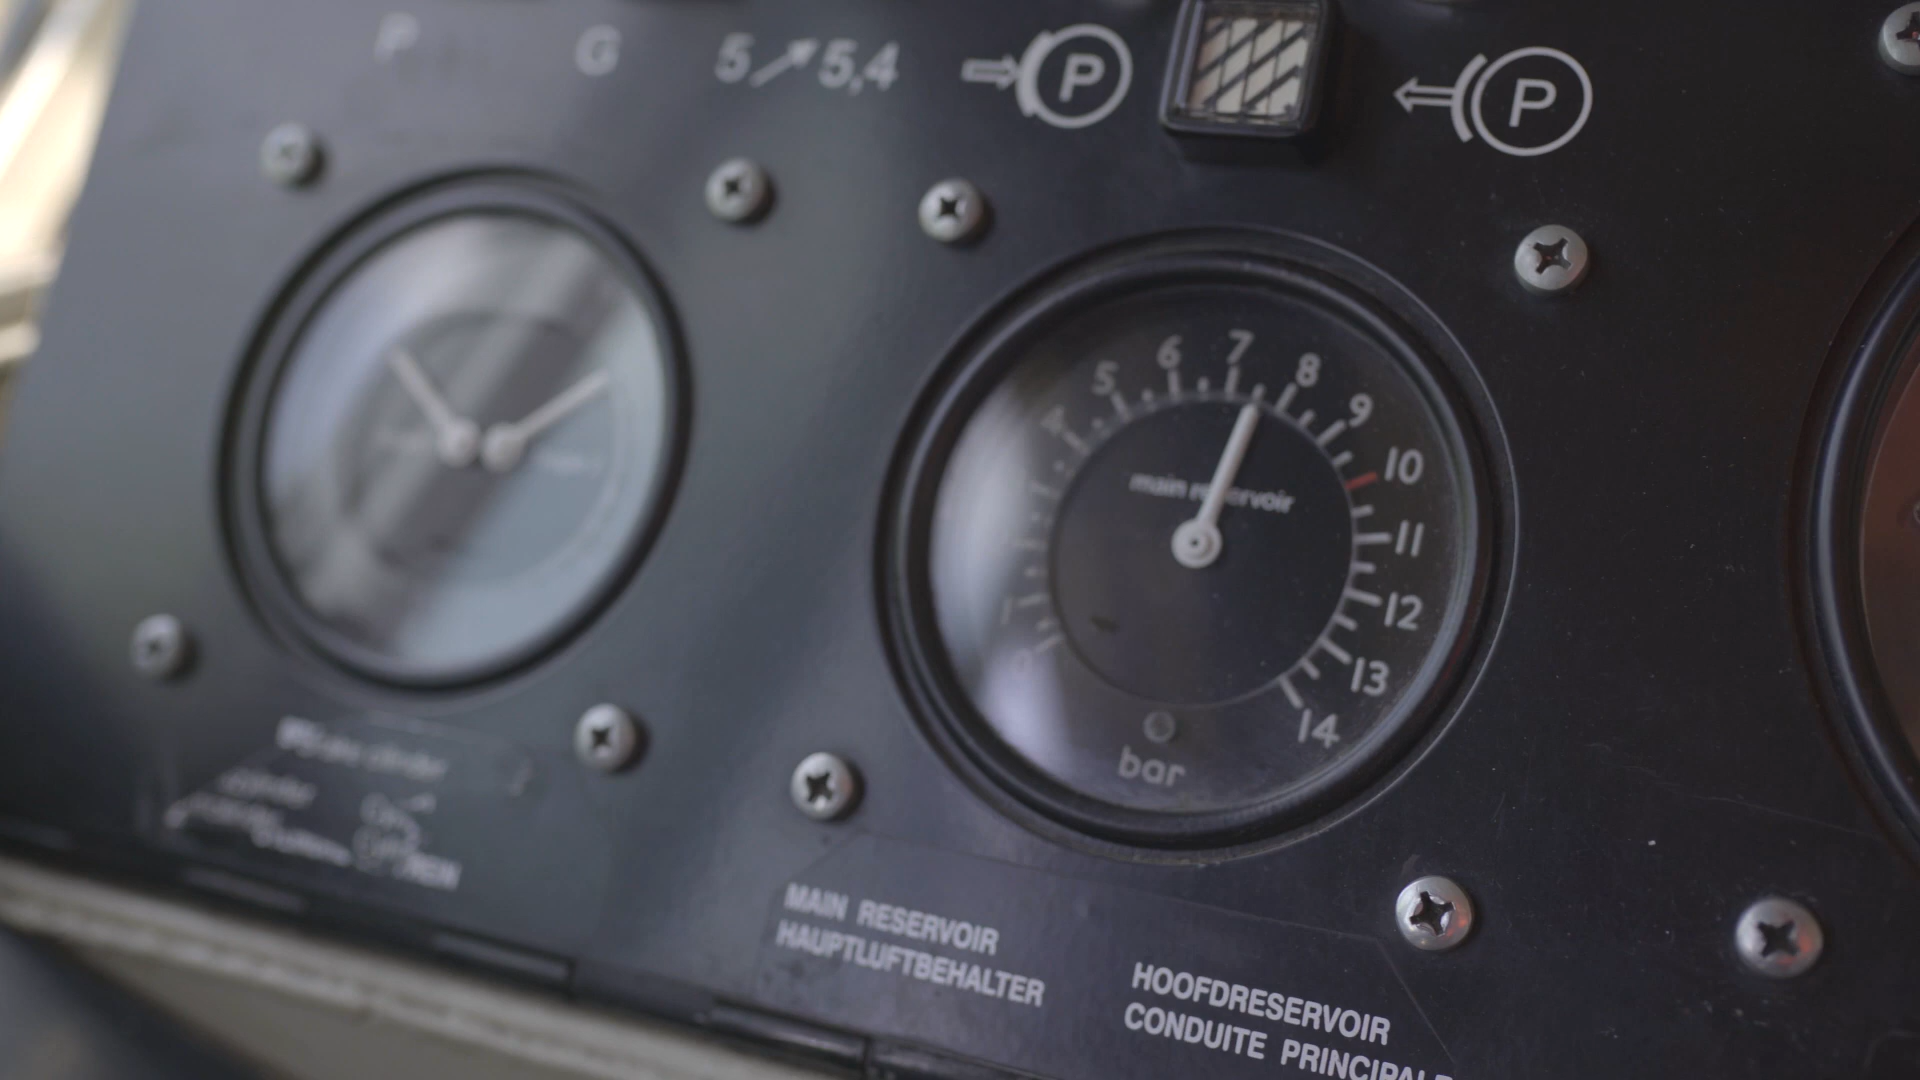 P G 5 5,4 P P
5 6 7 8 9 10 11 12 13 14
main reservoir
bar
MAIN RESERVOIR
HAUPTLUFTBEHALTER
HOOFDRESERVOIR
CONDUITE PRINCIPALE